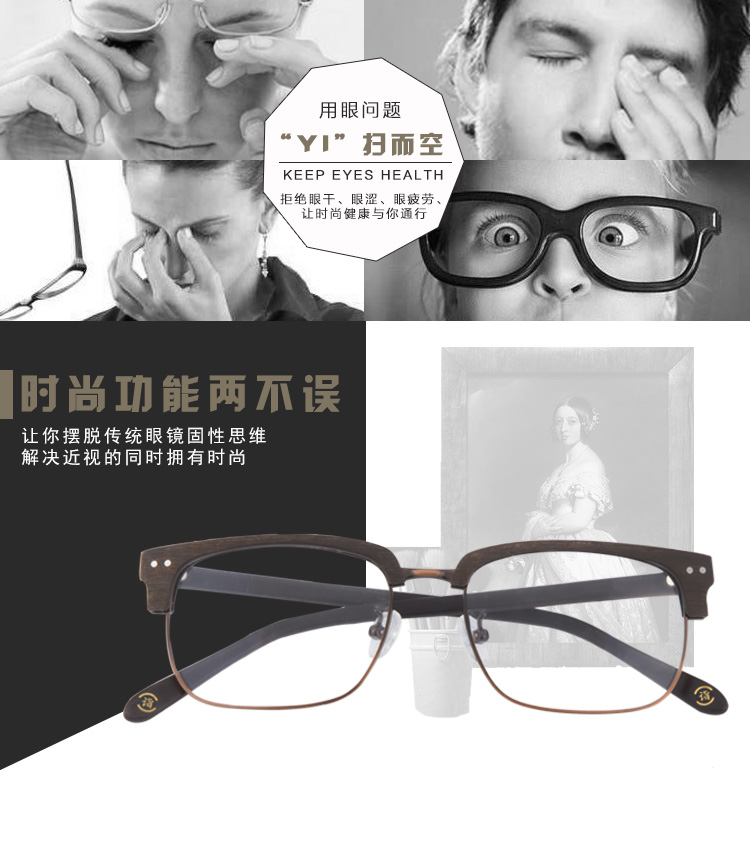 用眼问题
“YI”扫而空
KEEP EYES HEALTH
拒绝眼干、眼涩、眼疲劳、
让时尚健康与你通行
时尚功能两不误
让你摆脱传统眼镜固性思维
解决近视的同时拥有时尚